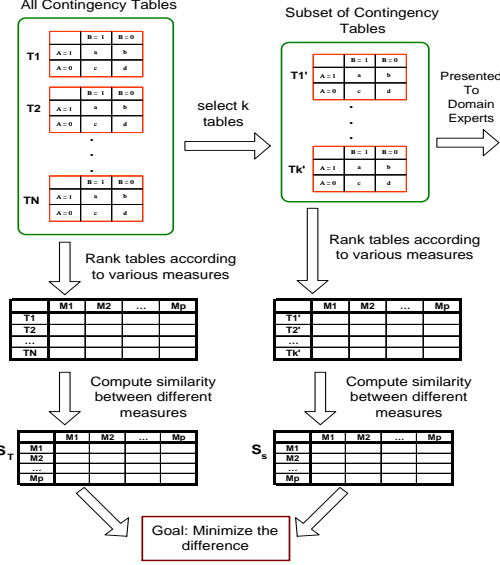 All Contingency Tables
Subset of Contingency
Tables
B = 1 B = 0
T1
A = 1 a b
A = 0 c d
B = 1 B = 0
T2
A = 1 a b
A = 0 c d
.
.
.
B = 1 B = 0
TN
A = 1 a b
A = 0 c d
select k
tables
B = 1 B = 0
T1'
A = 1 a b
A = 0 c d
.
.
.
B = 1 B = 0
Tk'
A = 1 a b
A = 0 c d
Presented
To
Domain
Experts
Rank tables according
to various measures
Rank tables according
to various measures
M1 M2 ... Mp
T1
T2
...
TN
M1 M2 ... Mp
T1'
T2'
...
Tk'
Compute similarity
between different
measures
Compute similarity
between different
measures
S_T
M1 M2 ... Mp
M1
M2
...
Mp
S_s
M1 M2 ... Mp
M1
M2
...
Mp
Goal: Minimize the
difference